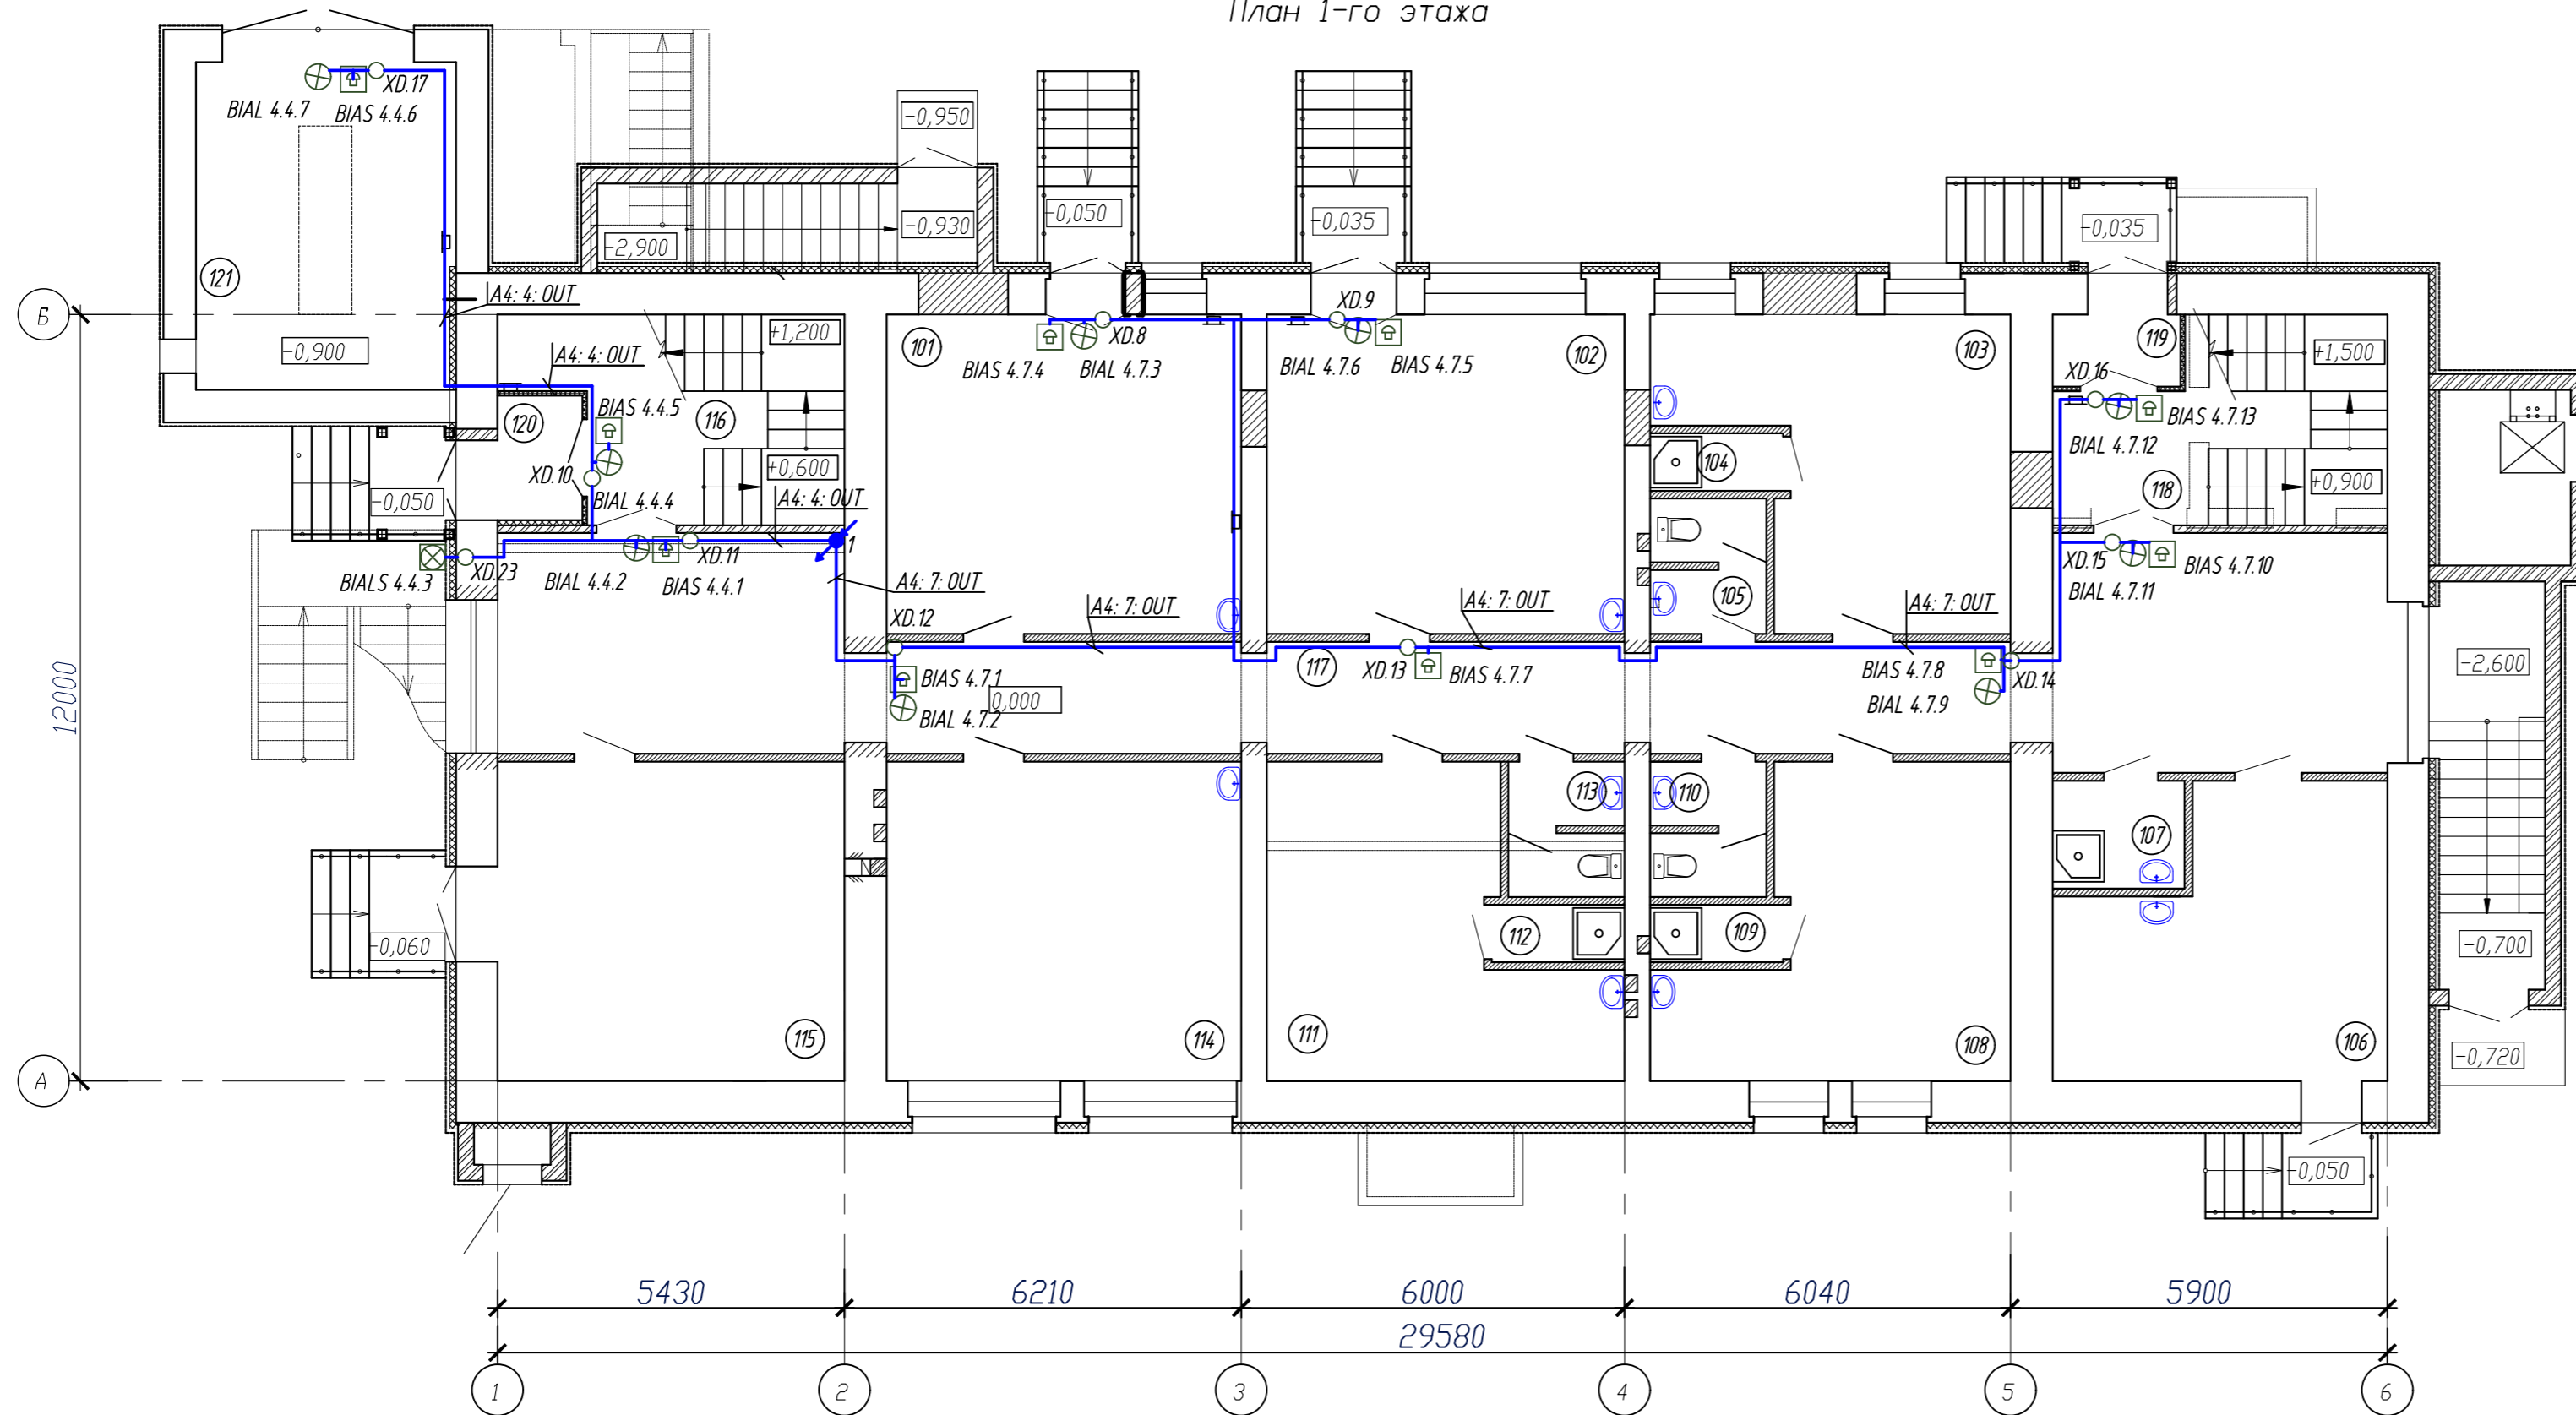 План 1-го этажа
XD.17
BIAL 4.4.7
BIAS 4.4.6
-0,950
-0,930
-2,900
-0,050
-0,035
-0,035
121
A4: 4: OUT
Б
-0,900
A4: 4: OUT
+1,200
101
XD.8
BIAS 4.7.4
BIAL 4.7.3
XD.9
BIAL 4.7.6
BIAS 4.7.5
102
103
119
+1,500
XD.16
BIAS 4.7.13
BIAL 4.7.12
120
BIAS 4.4.5
116
+0,600
XD.10
BIAL 4.4.4
A4: 4: OUT
104
118
+0,900
-0,050
1
BIALS 4.4.3
XD.23
BIAL 4.4.2
XD.11
BIAS 4.4.1
A4: 7: OUT
XD.12
A4: 7: OUT
A4: 7: OUT
105
A4: 7: OUT
XD.15
BIAS 4.7.10
BIAL 4.7.11
12000
BIAS 4.7.1
0,000
BIAL 4.7.2
117
XD.13
BIAS 4.7.7
BIAS 4.7.8
XD.14
BIAL 4.7.9
-2,600
113
110
107
-0,060
112
109
-0,700
115
114
111
108
106
-0,720
А
-0,050
5430
6210
6000
6040
5900
29580
1
2
3
4
5
6